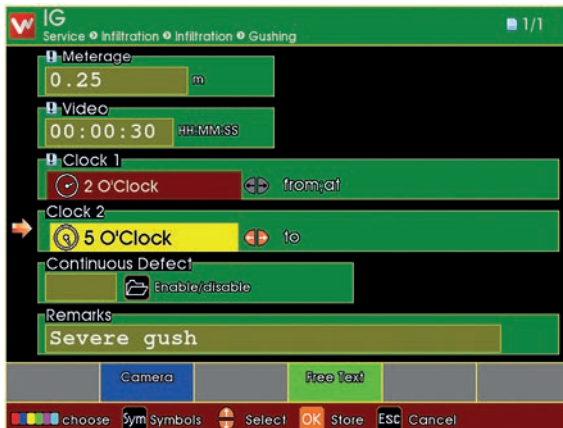 IG
1/1
Service Infiltration Infiltration Gushing
Meterage
0.25 m
Video
00:00:30 HH:MM:SS
Clock 1
2 O'Clock from;at
Clock 2
5 O'Clock to
Continuous Defect
Enable/disable
Remarks
Severe gush
Camera Free Text
choose Sym Symbols Select OK Store Esc Cancel